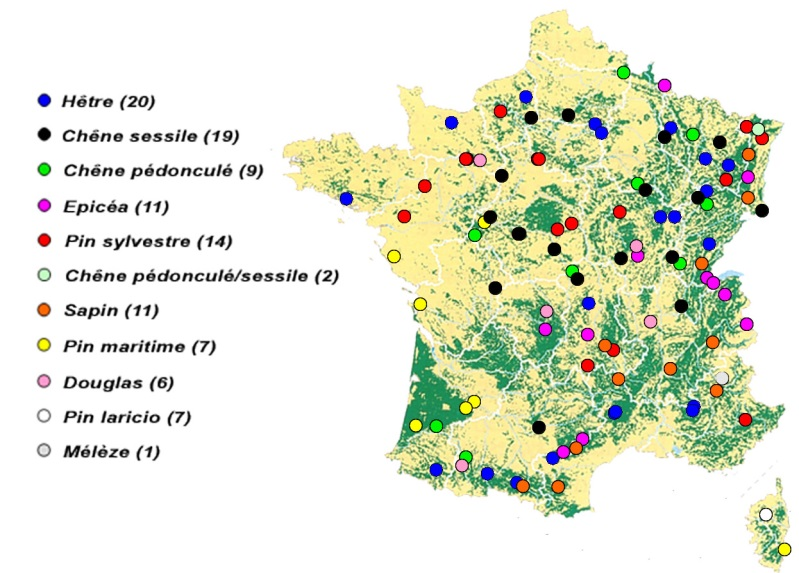 Hêtre (20)
Chêne sessile (19)
Chêne pédonculé (9)
Epicéa (11)
Pin sylvestre (14)
Chêne pédonculé/sessile (2)
Sapin (11)
Pin maritime (7)
Douglas (6)
Pin laricio (7)
Mélèze (1)